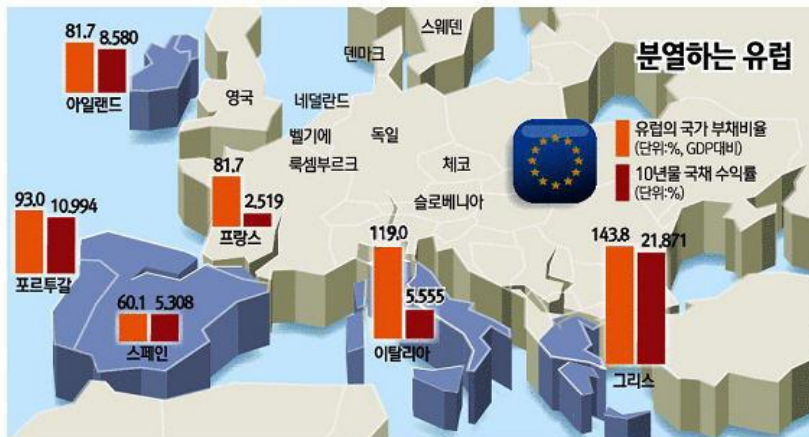 분열하는 유럽
유럽의 국가 부채비율
(단위:%, GDP대비)
10년물 국채 수익률
(단위:%)
81.7 8.580
아일랜드
스웨덴
덴마크
영국
네덜란드
벨기에
독일
룩셈부르크
체코
슬로베니아
81.7
2.519
프랑스
93.0 10.994
포르투갈
60.1 5.308
스페인
119.0
5.555
이탈리아
143.8 21.871
그리스